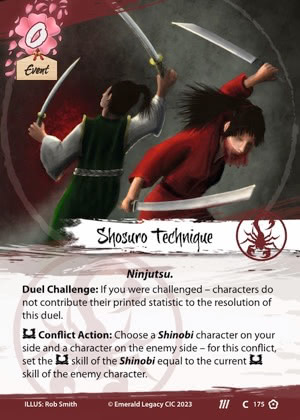 0
Event
Shosuro Technique
Ninjutsu.
Duel Challenge: If you were challenged – characters do
not contribute their printed statistic to the resolution of
this duel.
Conflict Action: Choose a Shinobi character on your
side and a character on the enemy side – for this conflict,
set the skill of the Shinobi equal to the current
skill of the enemy character.
ILLUS: Rob Smith © Emerald Legacy CIC 2023 C 175